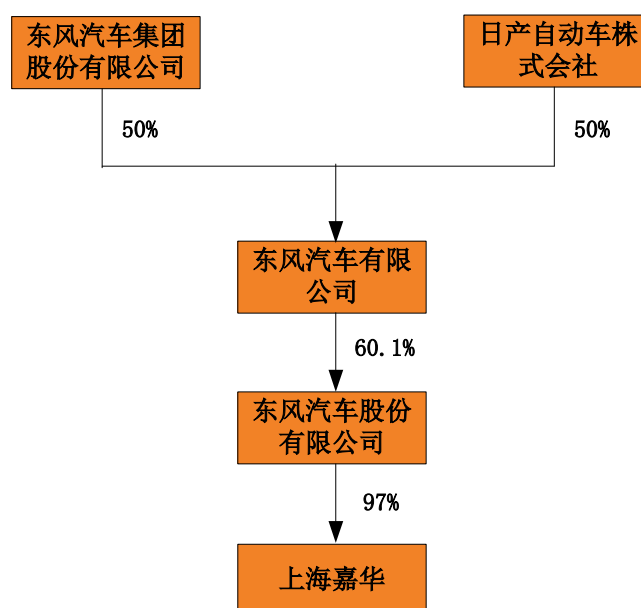 东风汽车集团
股份有限公司
日产自动车株
式会社
50%
50%
东风汽车有限
公司
60.1%
东风汽车股份
有限公司
97%
上海嘉华